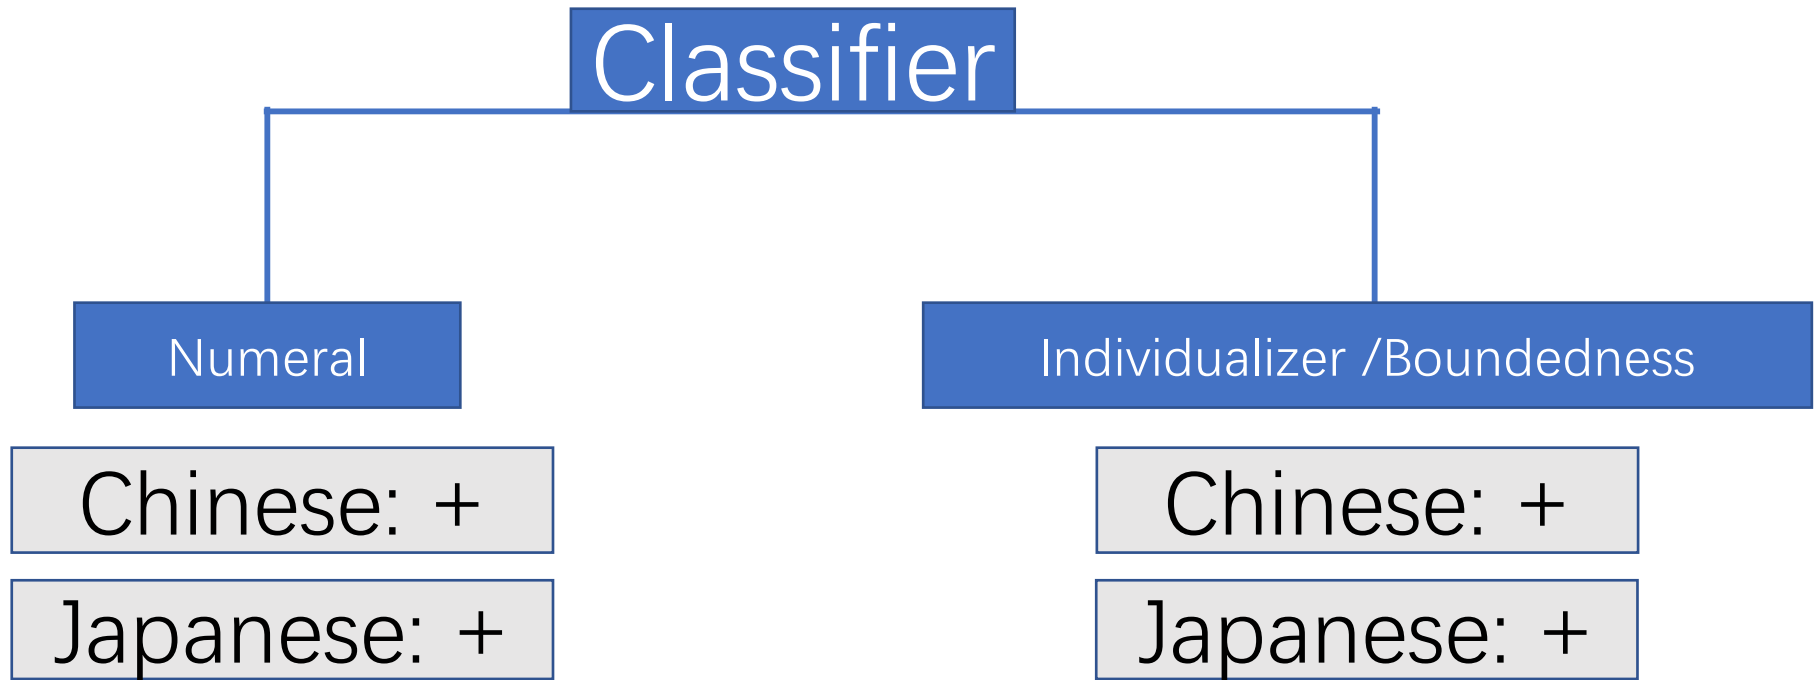 Classifier
Numeral
Individualizer /Boundedness
Chinese: +
Chinese: +
Japanese: +
Japanese: +